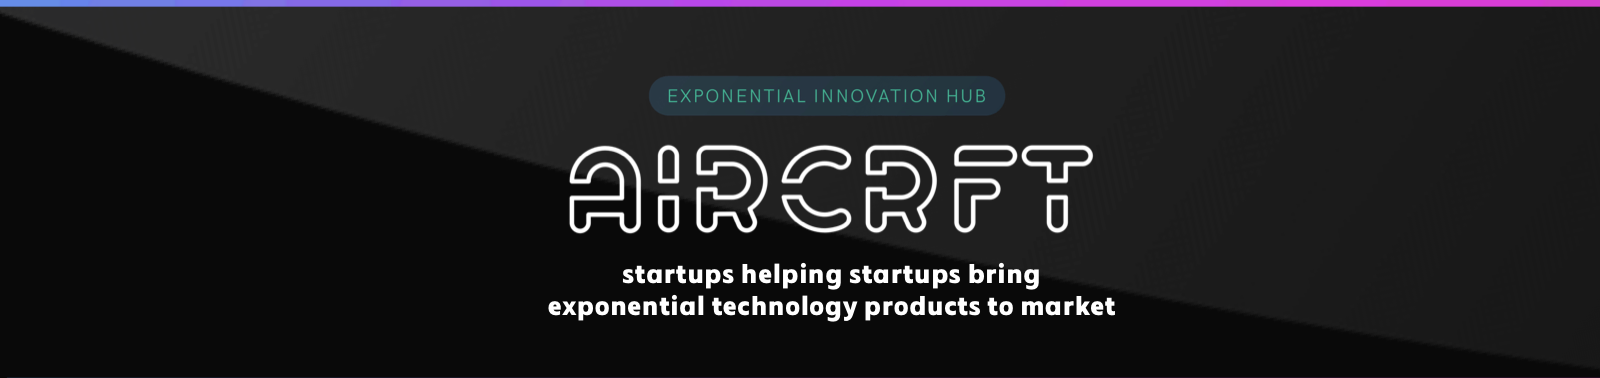 EXPONENTIAL INNOVATION HUB
AIRCRFT
startups helping startups bring
exponential technology products to market